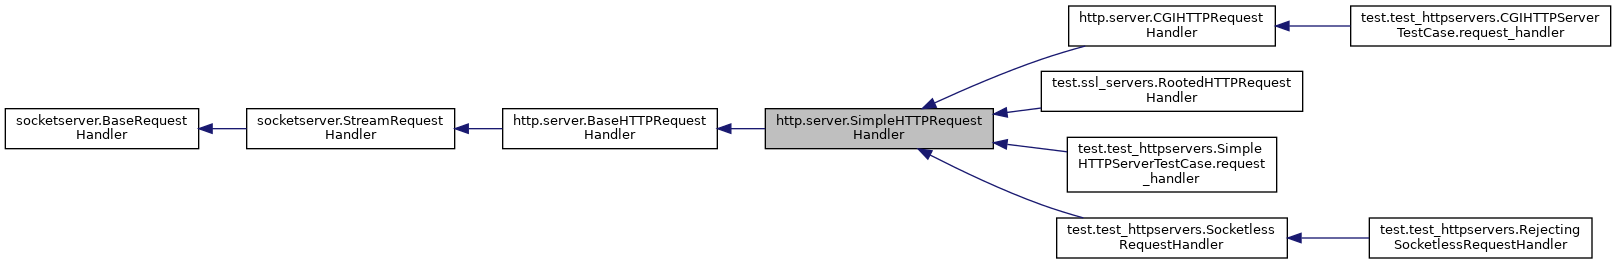 socketserver.BaseRequest
Handler
socketserver.StreamRequest
Handler
http.server.BaseHTTPRequest
Handler
http.server.SimpleHTTPRequest
Handler
http.server.CGIHTTPRequest
Handler
test.test_httpservers.CGIHTTPServer
TestCase.request_handler
test.ssl_servers.RootedHTTPRequest
Handler
test.test_httpservers.Simple
HTTPServerTestCase.request
_handler
test.test_httpservers.Socketless
RequestHandler
test.test_httpservers.Rejecting
SocketlessRequestHandler